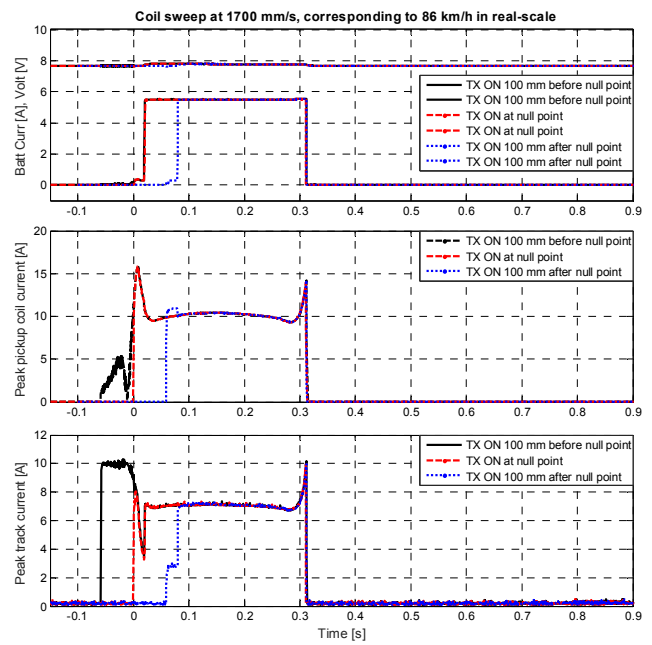 Coil sweep at 1700 mm/s, corresponding to 86 km/h in real-scale
Batt Curr [A], Volt [V]
10
8
6
4
2
0
TX ON 100 mm before null point
TX ON 100 mm before null point
TX ON at null point
TX ON at null point
TX ON 100 mm after null point
TX ON 100 mm after null point
-0.1 0 0.1 0.2 0.3 0.4 0.5 0.6 0.7 0.8 0.9
Peak pickup coil current [A]
20
15
10
5
0
TX ON 100 mm before null point
TX ON at null point
TX ON 100 mm after null point
-0.1 0 0.1 0.2 0.3 0.4 0.5 0.6 0.7 0.8 0.9
Peak track current [A]
12
10
8
6
4
2
0
TX ON 100 mm before null point
TX ON at null point
TX ON 100 mm after null point
-0.1 0 0.1 0.2 0.3 0.4 0.5 0.6 0.7 0.8 0.9
Time [s]